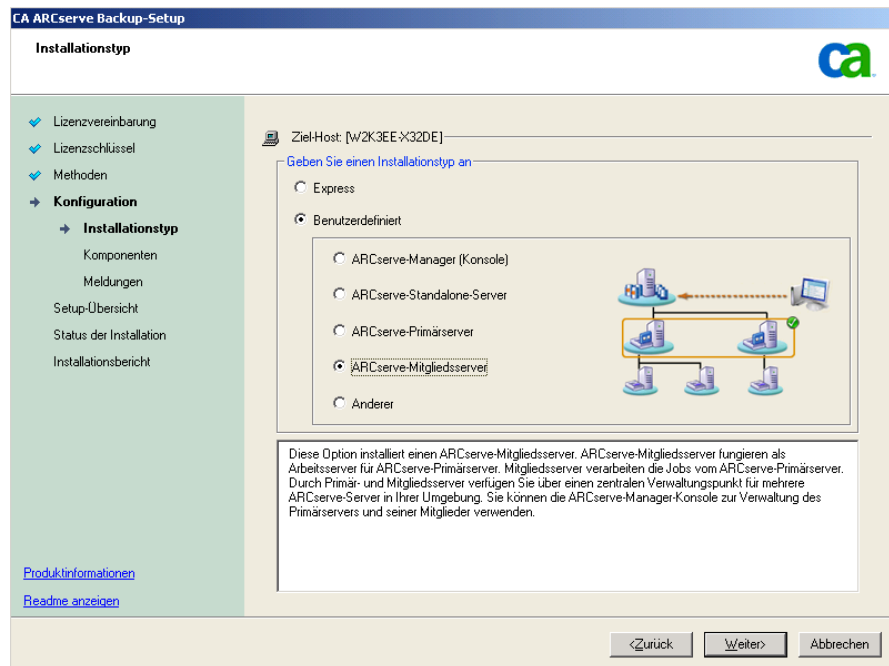 CA ARCserve Backup-Setup
Installationstyp
ca
Lizenzvereinbarung
Lizenzschlüssel
Methoden
Konfiguration
Installationstyp
Komponenten
Meldungen
Setup-Übersicht
Status der Installation
Installationsbericht
Produktinformationen
Readme anzeigen
Ziel-Host: [W2K3EE-X32DE]
Geben Sie einen Installationstyp an
Express
Benutzerdefiniert
ARCserve-Manager (Konsole)
ARCserve-Standalone-Server
ARCserve-Primärserver
ARCserve-Mitgliedsserver
Anderer
Diese Option installiert einen ARCserve-Mitgliedsserver. ARCserve-Mitgliedsserver fungieren als
Arbeitsserver für ARCserve-Primärserver. Mitgliedsserver verarbeiten die Jobs vom ARCserve-Primärserver.
Durch Primär- und Mitgliedsserver verfügen Sie über einen zentralen Verwaltungspunkt für mehrere
ARCserve-Server in Ihrer Umgebung. Sie können die ARCserve-Manager-Konsole zur Verwaltung des
Primärservers und seiner Mitglieder verwenden.
<Zurück
Weiter>
Abbrechen